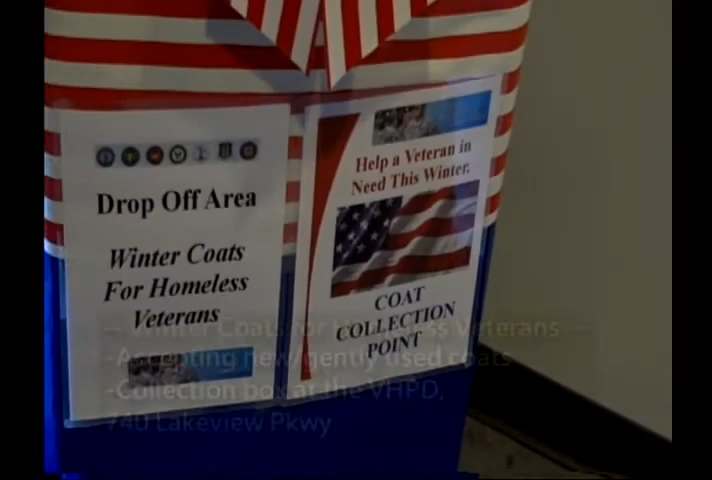 Drop Off Area
Winter Coats
For Homeless
Veterans
Help a Veteran in
Need This Winter.
COAT
COLLECTION
POINT
-- Winter Coats for Homeless Veterans --
-Accepting new/gently used coats
-Collection box at the VHPD,
740 Lakeview Pkwy